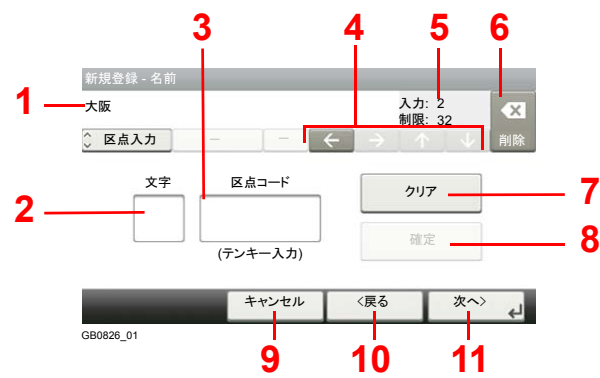 3 4 5 6
新規登録 - 名前
1 大阪 入力: 2
制限: 32
区点入力 － － ← → ↑ ↓ 削除
文字 区点コード クリア 7
2
確定 8
(テンキー入力)
キャンセル <戻る 次へ>
GB0826_01
9 10 11